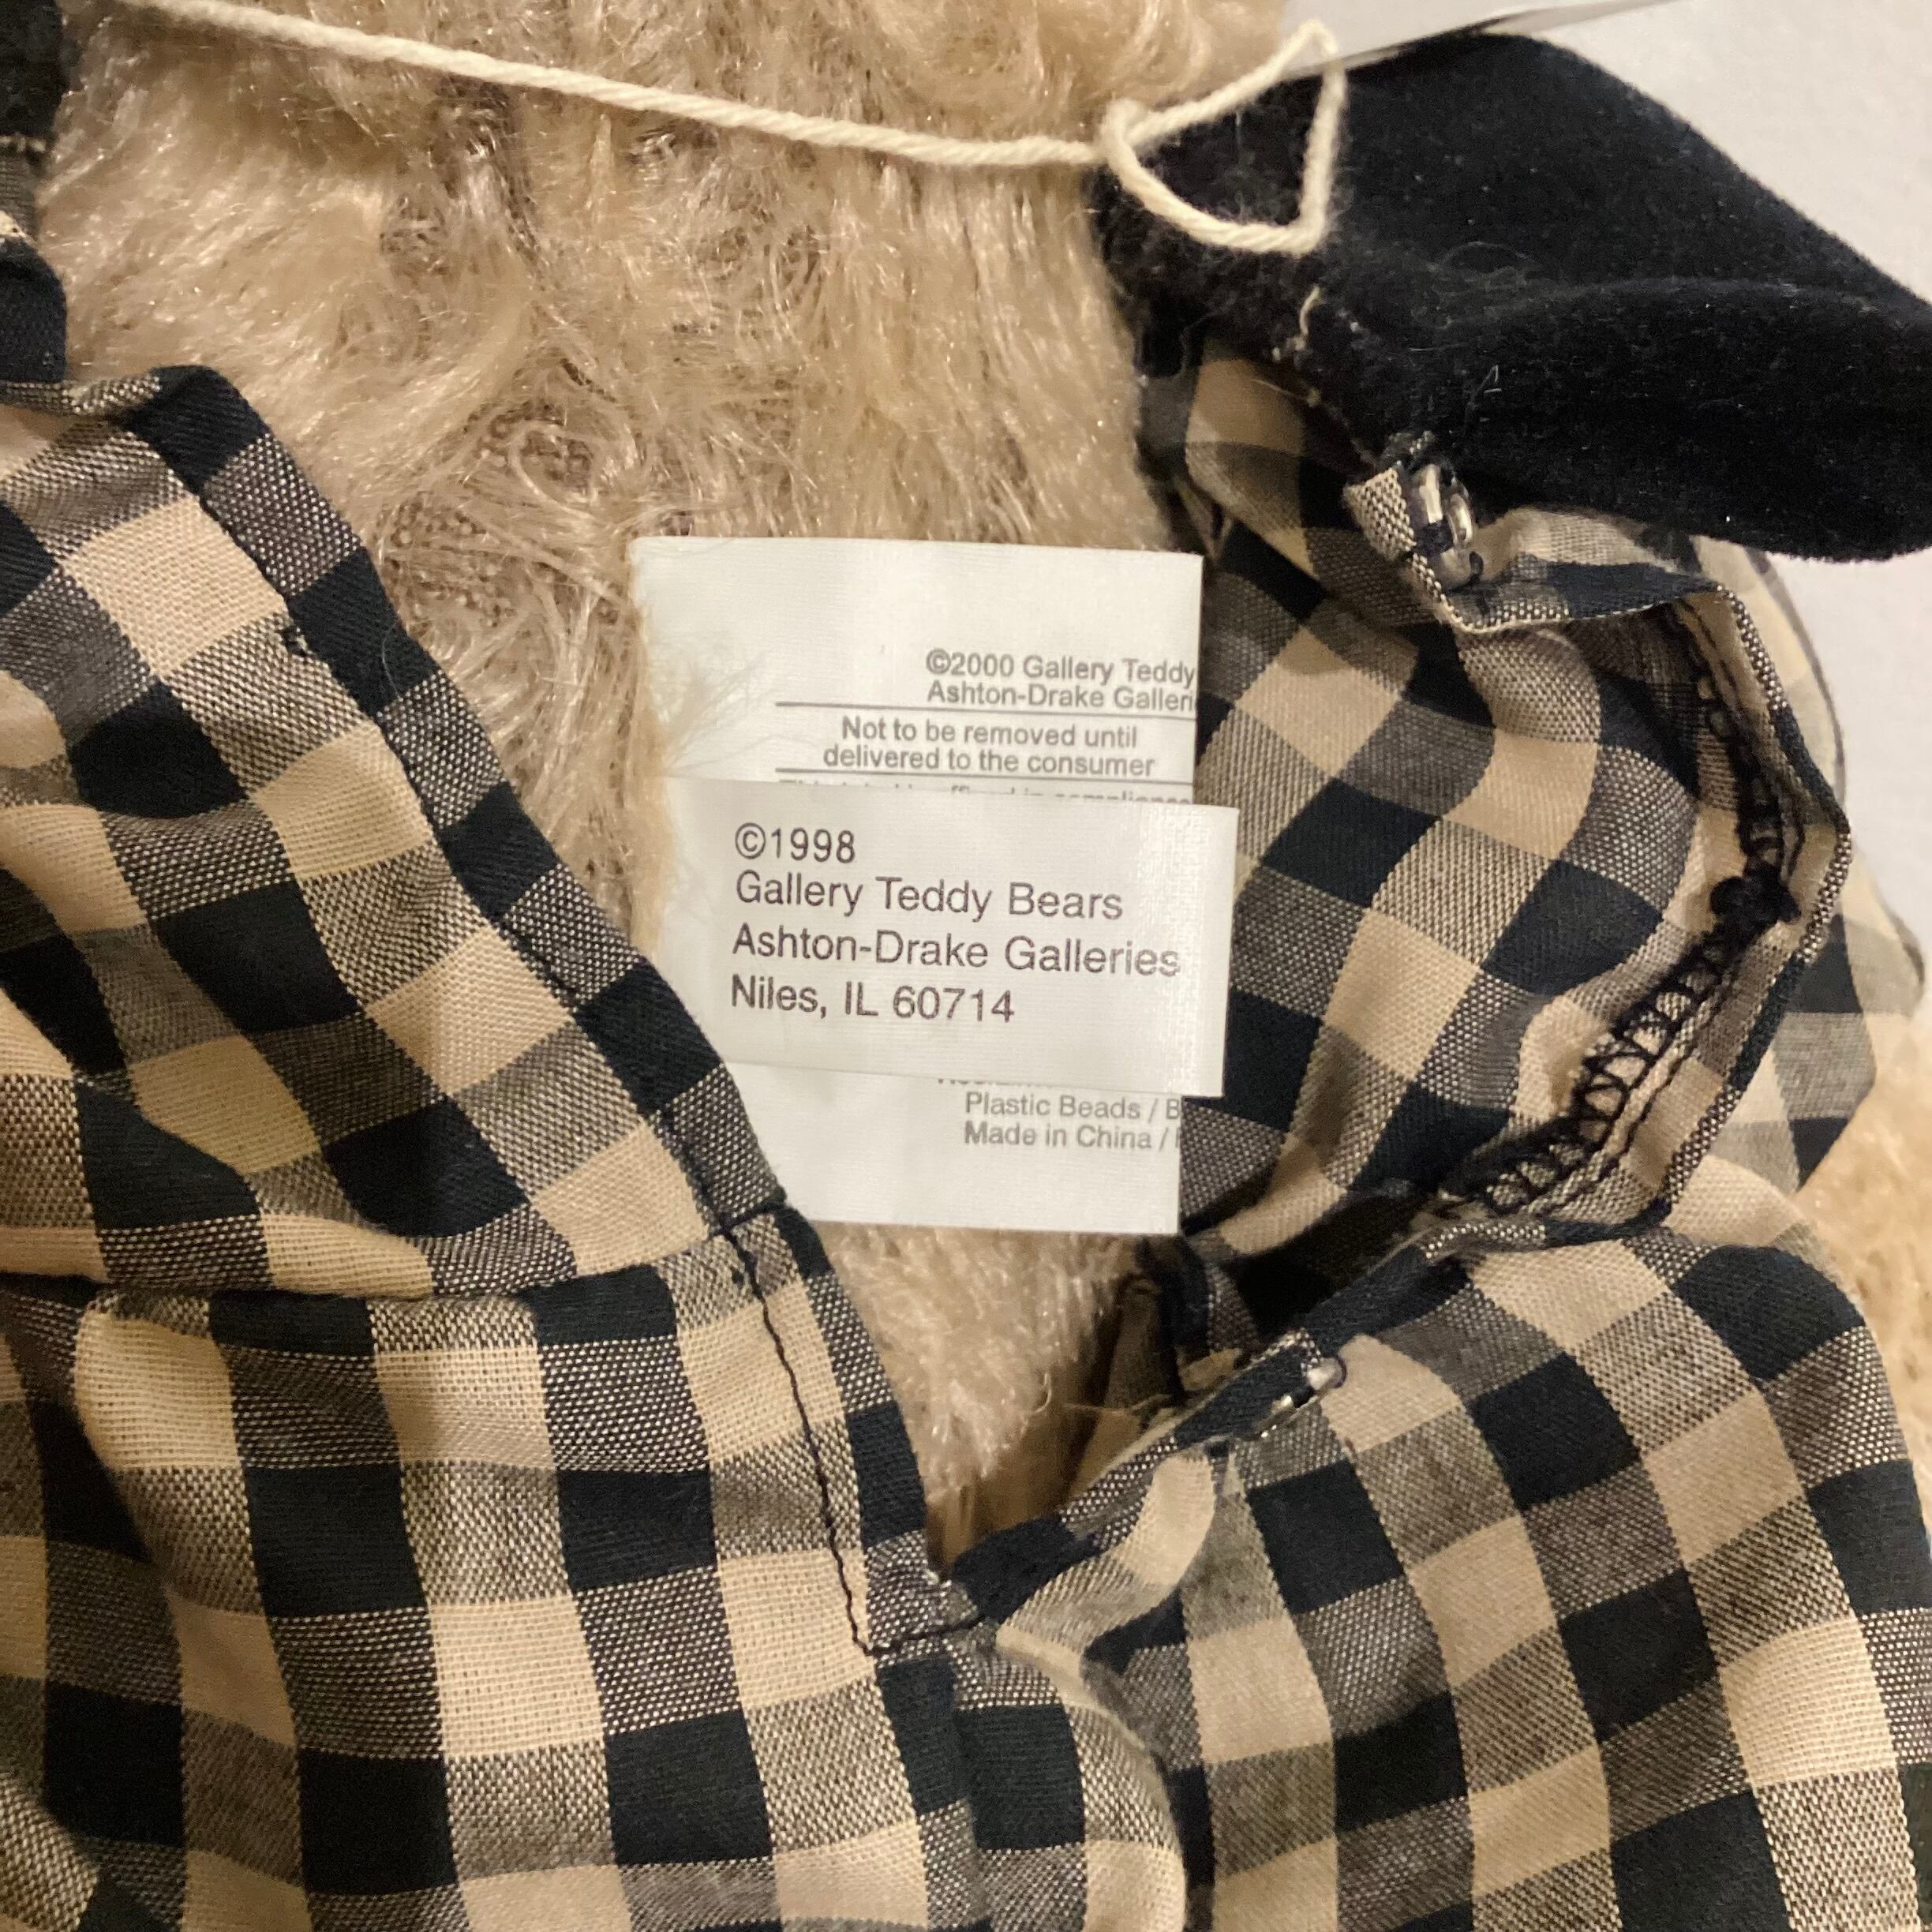 ©2000 Gallery Teddy
Ashton-Drake Galleri
Not to be removed until
delivered to the consumer
©1998
Gallery Teddy Bears
Ashton-Drake Galleries
Niles, IL 60714
Plastic Beads / B
Made in China /